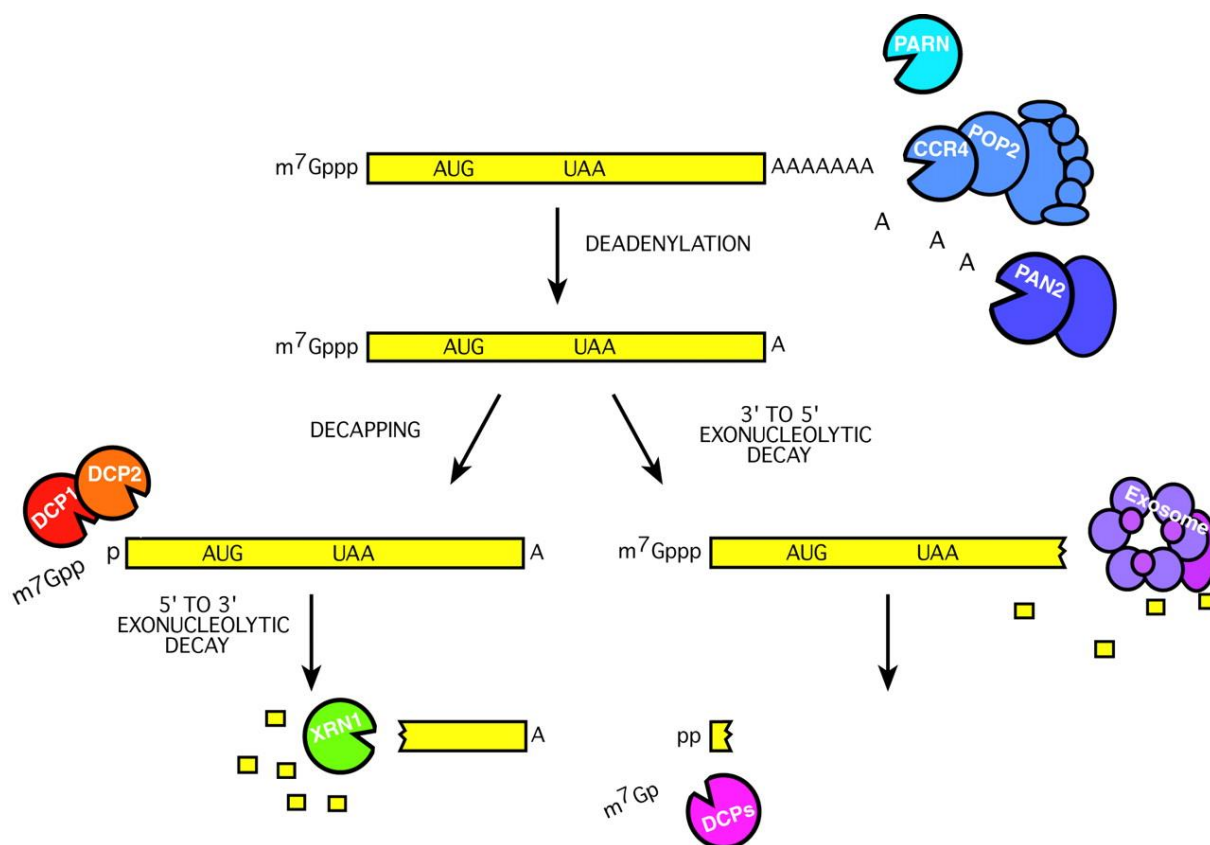 PARN
m7Gppp AUG UAA AAAAAAA CCR4 POP2
A
A
A
DEADENYLATION
PAN2
m7Gppp AUG UAA A
DECAPPING
3' TO 5'
EXONUCLEOLYTIC
DECAY
DCP1 DCP2
Exosome
p AUG UAA A
m7Gpp
m7Gppp AUG UAA
5' TO 3'
EXONUCLEOLYTIC
DECAY
XRN1 A
pp
m7Gp
DCPs